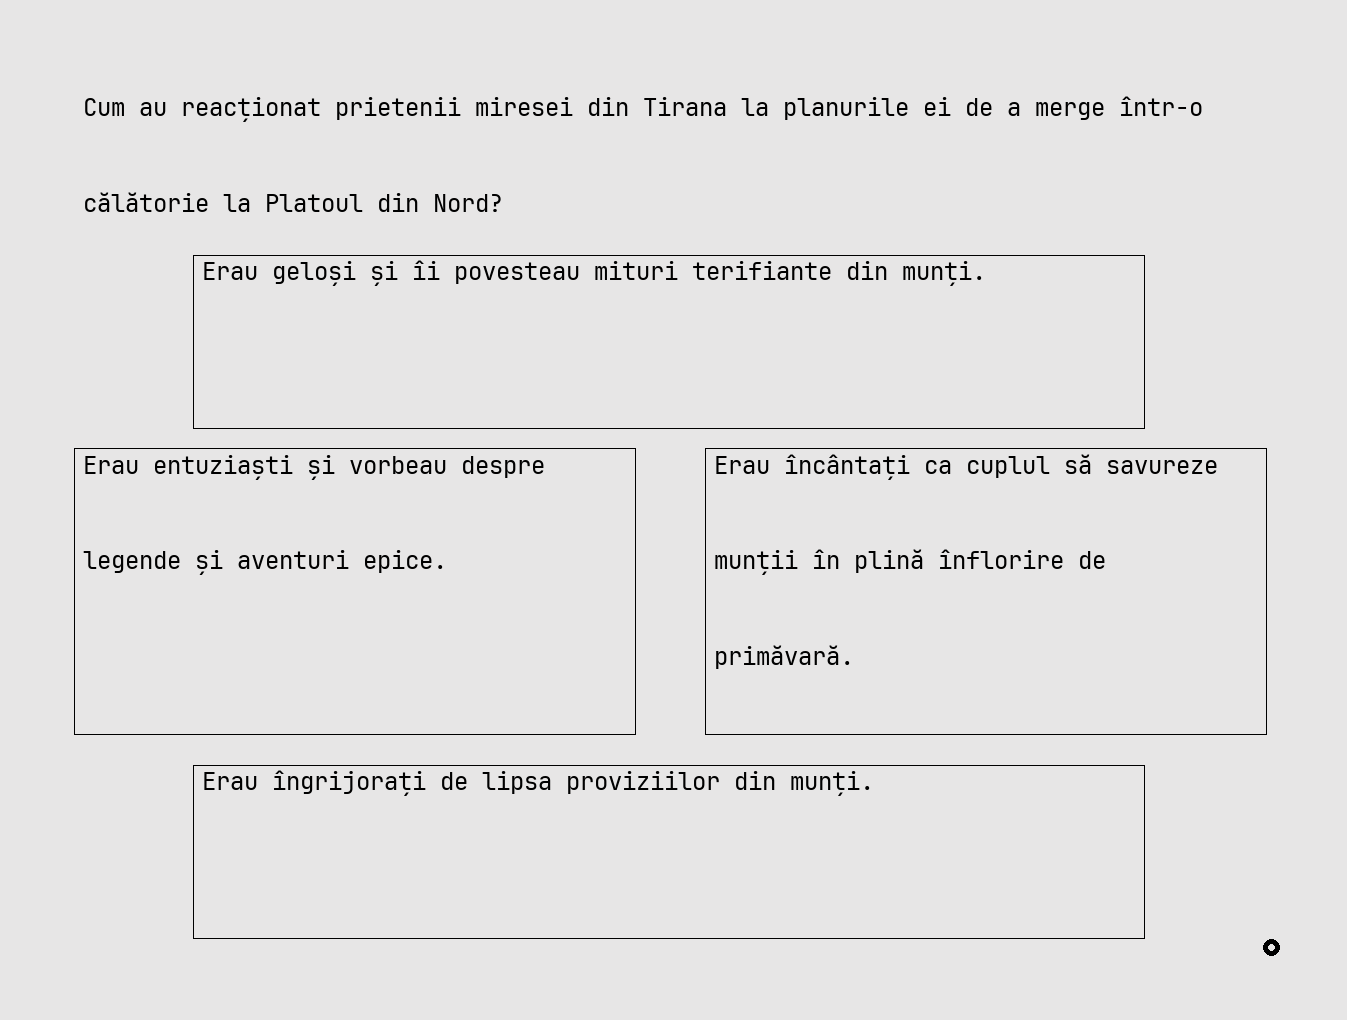 Cum au reacționat prietenii miresei din Tirana la planurile ei de a merge într-o
călătorie la Platoul din Nord?
Erau geloși și îi povesteau mituri terifiante din munți.
Erau entuziaști și vorbeau despre
legende și aventuri epice.
Erau încântați ca cuplul să savureze
munții în plină înflorire de
primăvară.
Erau îngrijorați de lipsa proviziilor din munți.